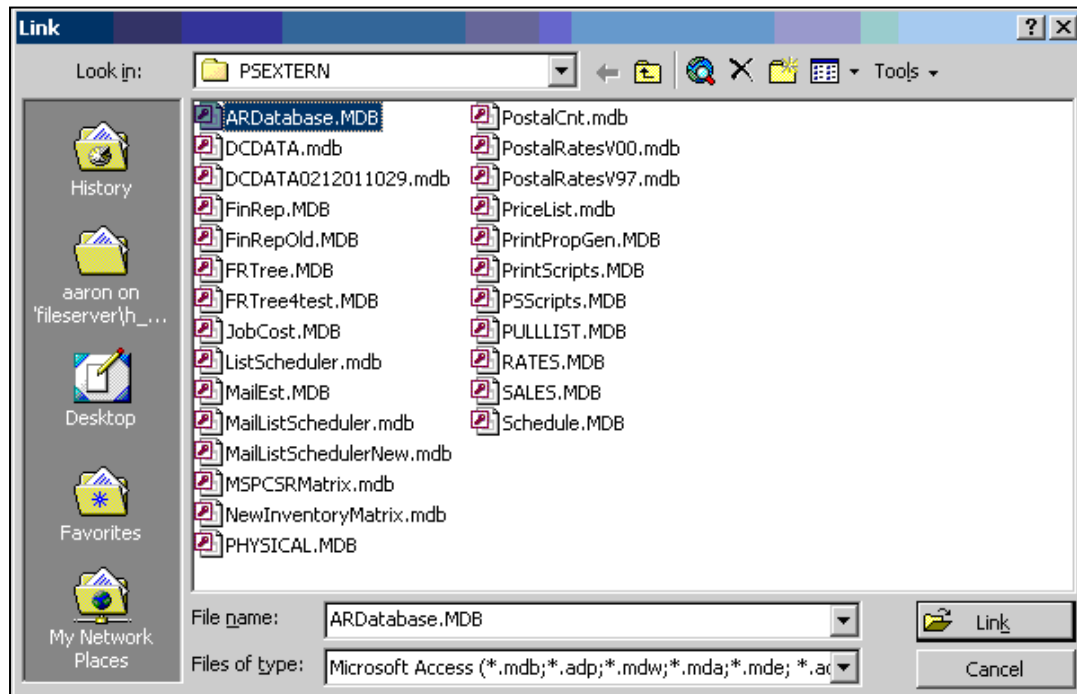 Link
Look in:
PSEXTERN
Tools
History
aaron on
'fileserver\h_...
Desktop
Favorites
My Network
Places
ARDatabase.MDB
DCDATA.mdb
DCDATA0212011029.mdb
FinRep.MDB
FinRepOld.MDB
FRTree.MDB
FRTree4test.MDB
JobCost.MDB
ListScheduler.mdb
MailEst.MDB
MailListScheduler.mdb
MailListSchedulerNew.mdb
MSPCSRMatrix.mdb
NewInventoryMatrix.mdb
PHYSICAL.MDB
PostalCnt.mdb
PostalRatesV00.mdb
PostalRatesV97.mdb
PriceList.mdb
PrintPropGen.MDB
PrintScripts.MDB
PSScripts.MDB
PULLLIST.MDB
RATES.MDB
SALES.MDB
Schedule.MDB
File name:
ARDatabase.MDB
Link
Files of type:
Microsoft Access (*.mdb;*.adp;*.mdw;*.mda;*.mde; *.ac
Cancel